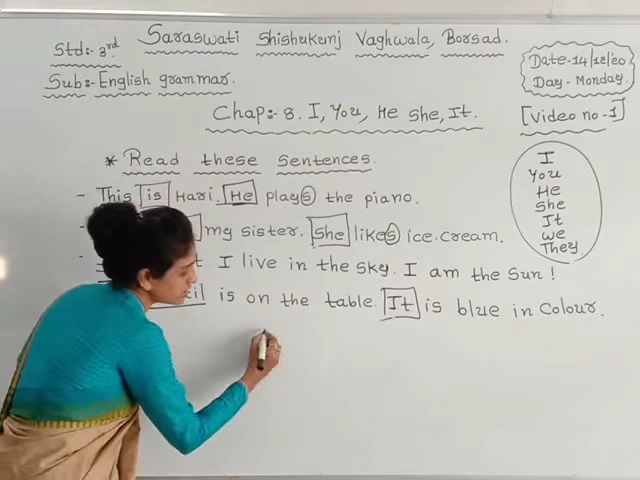 Std:- 3rd
Saraswati Shishukunj Vaghwala, Borsad.
Sub:- English grammar.
Date-14/12/20
Day- Monday.
Chap:- 8. I, You, He She, It.
[Video no-1]
* Read these Sentences.
- This is Hari. He plays the piano.
my sister. She likes ice.cream.
I live in the sky. I am the Sun!
is on the table. It is blue in Colour.
I
You
He
She
It
We
They